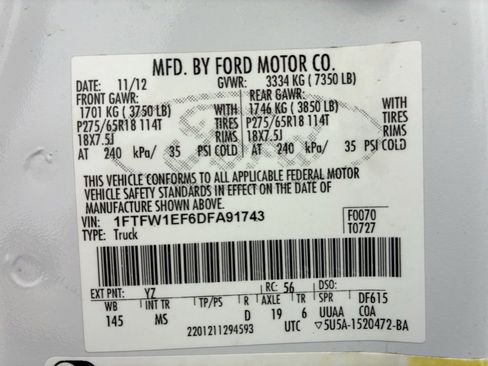 MFD. BY FORD MOTOR CO.
DATE: 11/12 GVWR: 3334 KG ( 7350 LB)
FRONT GAWR: REAR GAWR:
1701 KG ( 3750 LB) WITH 1746 KG ( 3850 LB) WITH
P275/65R18 114T TIRES P275/65R18 114T TIRES
18X7.5J RIMS 18X7.5J RIMS
AT 240 kPa/ 35 PSI COLD AT 240 kPa/ 35 PSI COLD
THIS VEHICLE CONFORMS TO ALL APPLICABLE FEDERAL MOTOR
VEHICLE SAFETY STANDARDS IN EFFECT ON THE DATE OF
MANUFACTURE SHOWN ABOVE.
VIN: 1FTFW1EF6DFA91743 F0070
TYPE: Truck T0727
EXT PNT: YZ RC: 56 DSO:
WB INT TR TP/PS R AXLE TR SPR DF615
145 MS D 19 6 UUAA COA
2201211294593 UTC ▽5U5A-1520472-BA
Ford